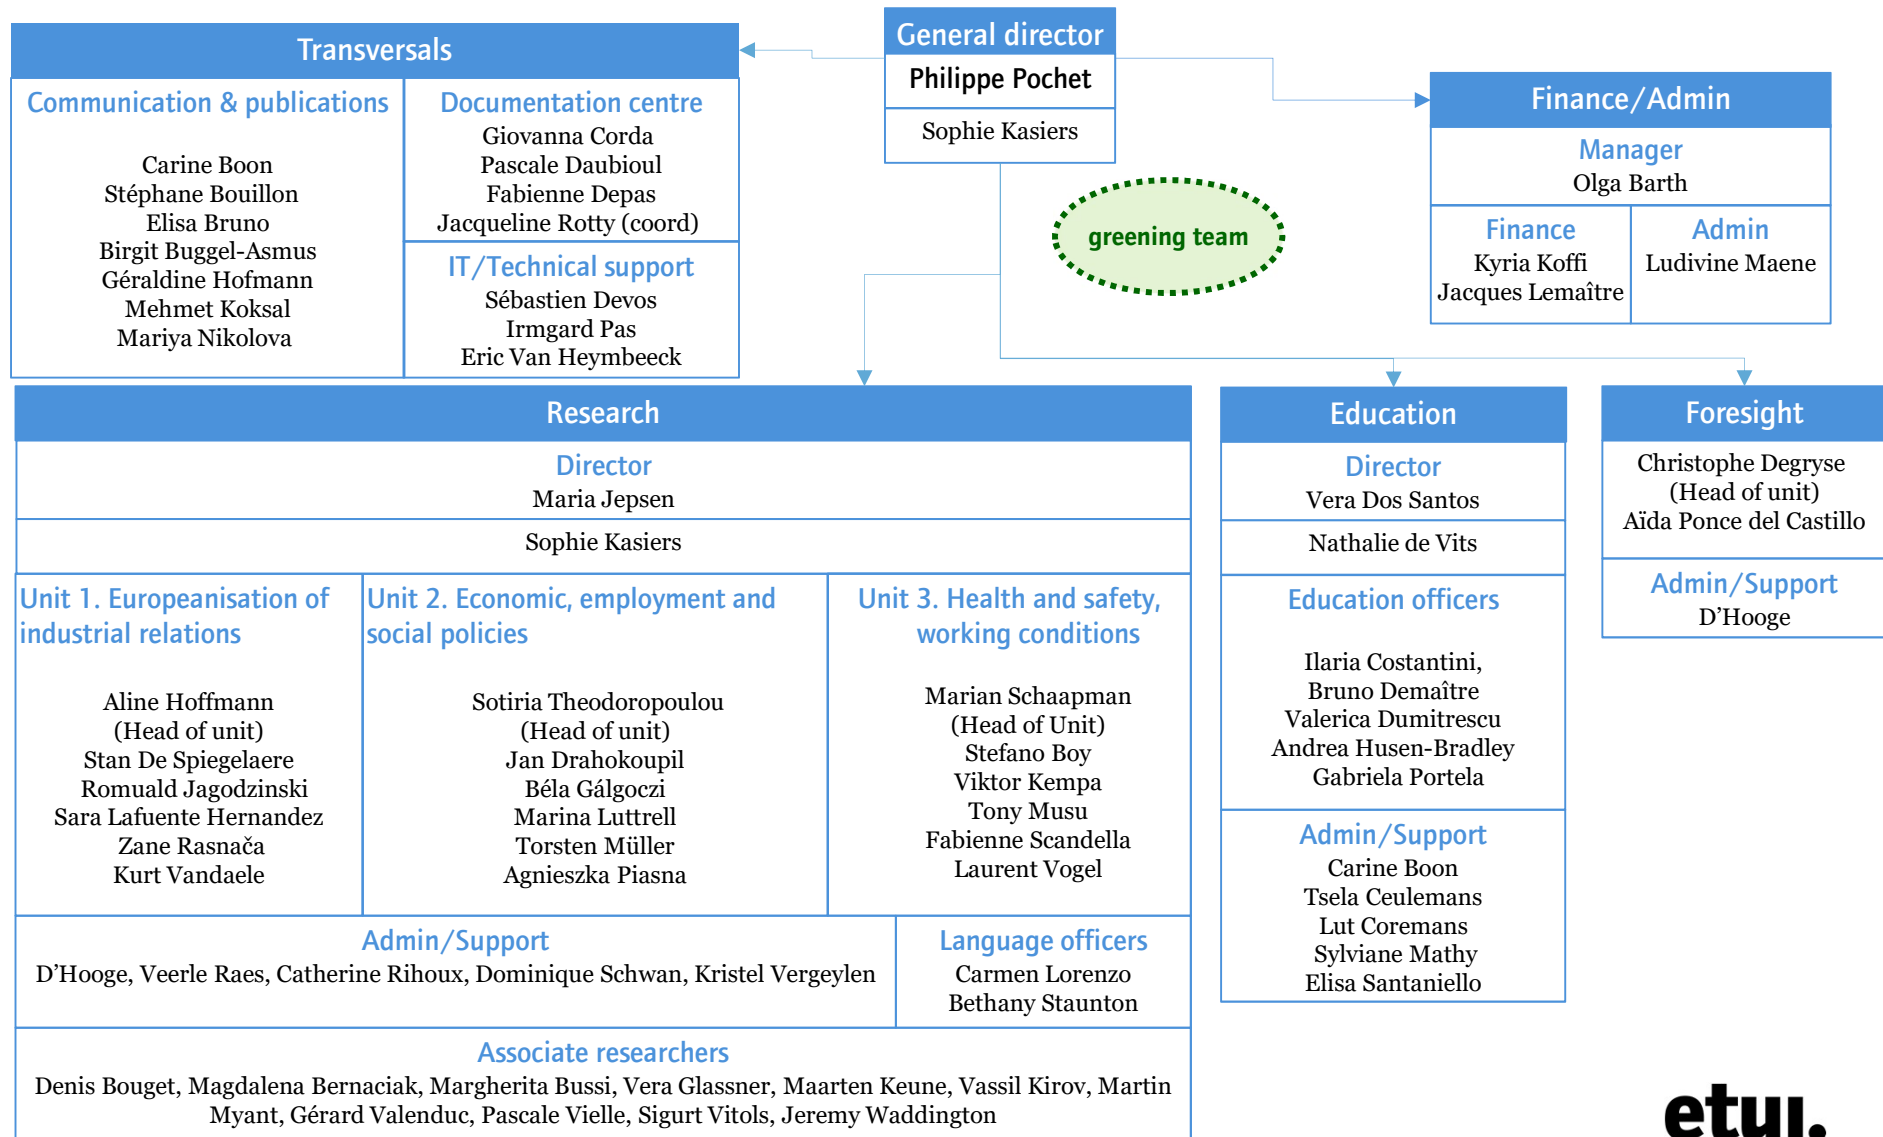 General director
Philippe Pochet
Sophie Kasiers
Transversals
Communication & publications
Carine Boon
Stéphane Bouillon
Elisa Bruno
Birgit Buggel-Asmus
Géraldine Hofmann
Mehmet Koksal
Mariya Nikolova
Documentation centre
Giovanna Corda
Pascale Daubioul
Fabienne Depas
Jacqueline Rotty (coord)
IT/Technical support
Sébastien Devos
Irmgard Pas
Eric Van Heymbeeck
greening team
Finance/Admin
Manager
Olga Barth
Finance
Kyria Koffi
Jacques Lemaître
Admin
Ludivine Maene
Research
Director
Maria Jepsen
Sophie Kasiers
Unit 1. Europeanisation of
industrial relations
Aline Hoffmann
(Head of unit)
Stan De Spiegelaere
Romuald Jagodzinski
Sara Lafuente Hernandez
Zane Rasnača
Kurt Vandaele
Unit 2. Economic, employment and
social policies
Sotiria Theodoropoulou
(Head of unit)
Jan Drahokoupil
Béla Gálgoczi
Marina Luttrell
Torsten Müller
Agnieszka Piasna
Unit 3. Health and safety,
working conditions
Marian Schaapman
(Head of Unit)
Stefano Boy
Viktor Kempa
Tony Musu
Fabienne Scandella
Laurent Vogel
Admin/Support
D’Hooge, Veerle Raes, Catherine Rihoux, Dominique Schwan, Kristel Vergeylen
Language officers
Carmen Lorenzo
Bethany Staunton
Associate researchers
Denis Bouget, Magdalena Bernaciak, Margherita Bussi, Vera Glassner, Maarten Keune, Vassil Kirov, Martin
Myant, Gérard Valenduc, Pascale Vielle, Sigurt Vitols, Jeremy Waddington
Education
Director
Vera Dos Santos
Nathalie de Vits
Education officers
Ilaria Costantini,
Bruno Demaître
Valerica Dumitrescu
Andrea Husen-Bradley
Gabriela Portela
Admin/Support
Carine Boon
Tsela Ceulemans
Lut Coremans
Sylviane Mathy
Elisa Santaniello
Foresight
Christophe Degryse
(Head of unit)
Aïda Ponce del Castillo
Admin/Support
D’Hooge
etui.